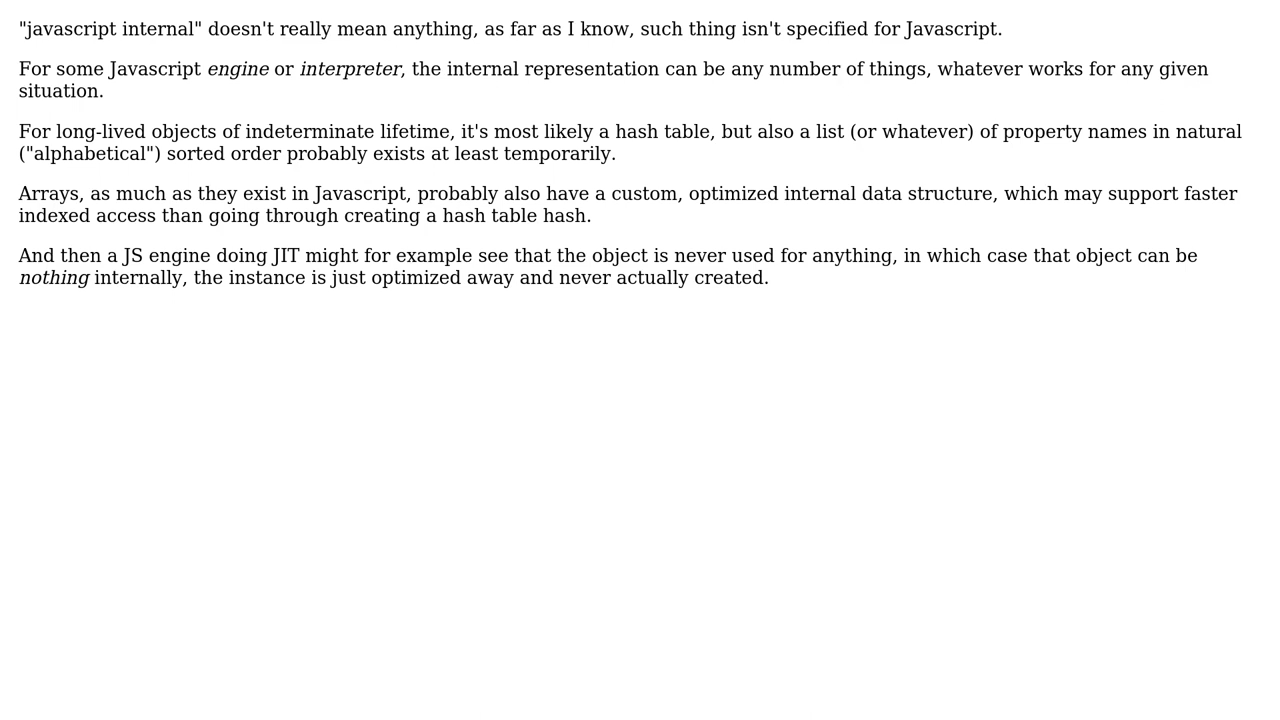 "javascript internal" doesn't really mean anything, as far as I know, such thing isn't specified for Javascript.
For some Javascript engine or interpreter, the internal representation can be any number of things, whatever works for any given
situation.
For long-lived objects of indeterminate lifetime, it's most likely a hash table, but also a list (or whatever) of property names in natural
("alphabetical") sorted order probably exists at least temporarily.
Arrays, as much as they exist in Javascript, probably also have a custom, optimized internal data structure, which may support faster
indexed access than going through creating a hash table hash.
And then a JS engine doing JIT might for example see that the object is never used for anything, in which case that object can be
nothing internally, the instance is just optimized away and never actually created.